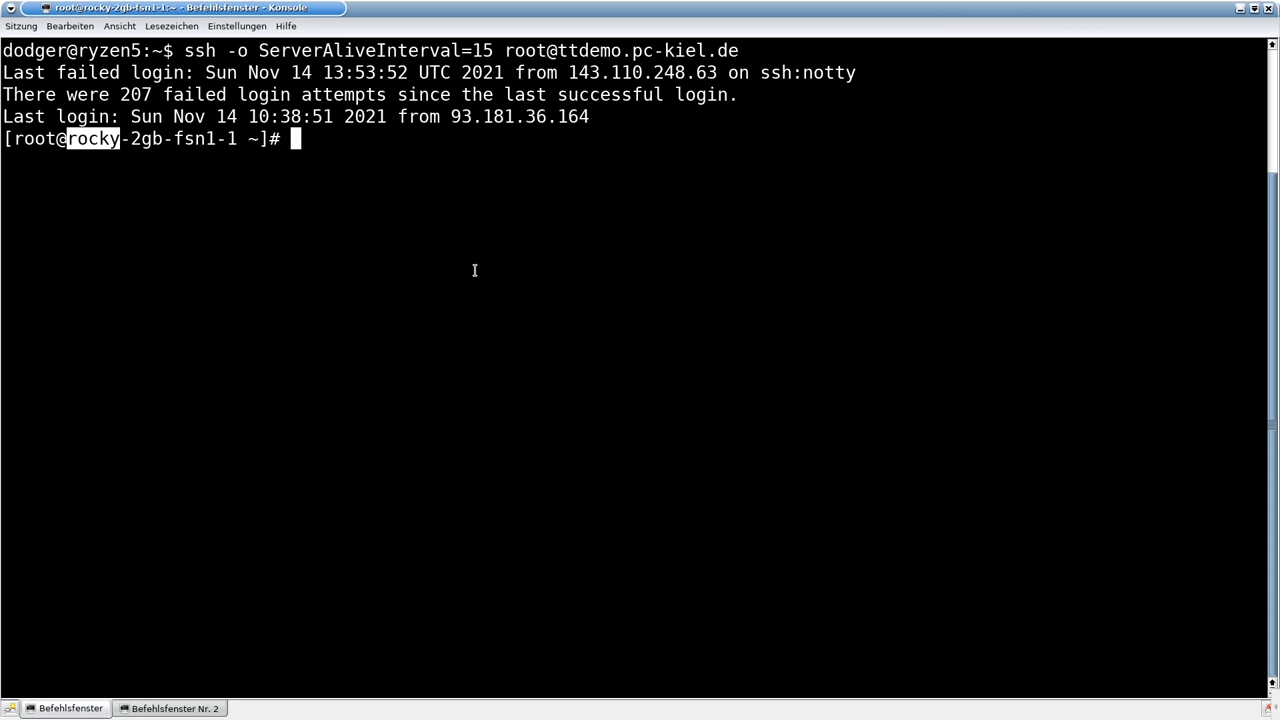 root@rocky-2gb-fsn1-1:~ - Befehlsfenster - Konsole
Sitzung Bearbeiten Ansicht Lesezeichen Einstellungen Hilfe
dodger@ryzen5:~$ ssh -o ServerAliveInterval=15 root@ttdemo.pc-kiel.de
Last failed login: Sun Nov 14 13:53:52 UTC 2021 from 143.110.248.63 on ssh:notty
There were 207 failed login attempts since the last successful login.
Last login: Sun Nov 14 10:38:51 2021 from 93.181.36.164
[root@rocky-2gb-fsn1-1 ~]#
Befehlsfenster Befehlsfenster Nr. 2